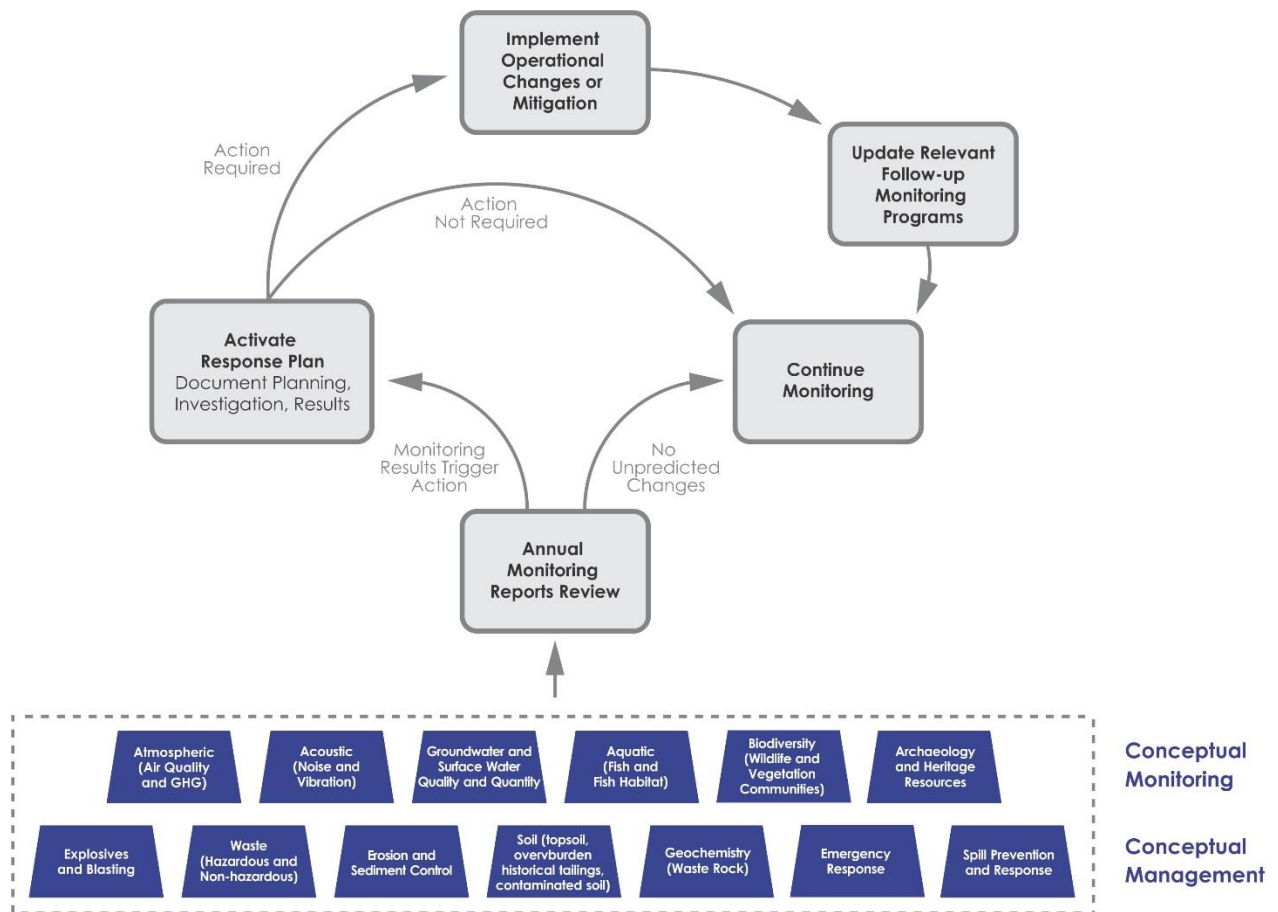 Implement
Operational
Changes or
Mitigation
Update Relevant
Follow-up
Monitoring
Programs
Action
Required
Action
Not Required
Activate
Response Plan
Document Planning,
Investigation, Results
Continue
Monitoring
Monitoring
Results Trigger
Action
No
Unpredicted
Changes
Annual
Monitoring
Reports Review
Atmospheric
(Air Quality
and GHG)
Acoustic
(Noise and
Vibration)
Groundwater and
Surface Water
Quality and Quantity
Aquatic
(Fish and
Fish Habitat)
Biodiversity
(Wildlife and
Vegetation
Communities)
Archaeology
and Heritage
Resources
Conceptual
Monitoring
Explosives
and Blasting
Waste
(Hazardous and
Non-hazardous)
Erosion and
Sediment Control
Soil (topsoil,
overvburden
historical tailings,
contaminated soil)
Geochemistry
(Waste Rock)
Emergency
Response
Spill Prevention
and Response
Conceptual
Management